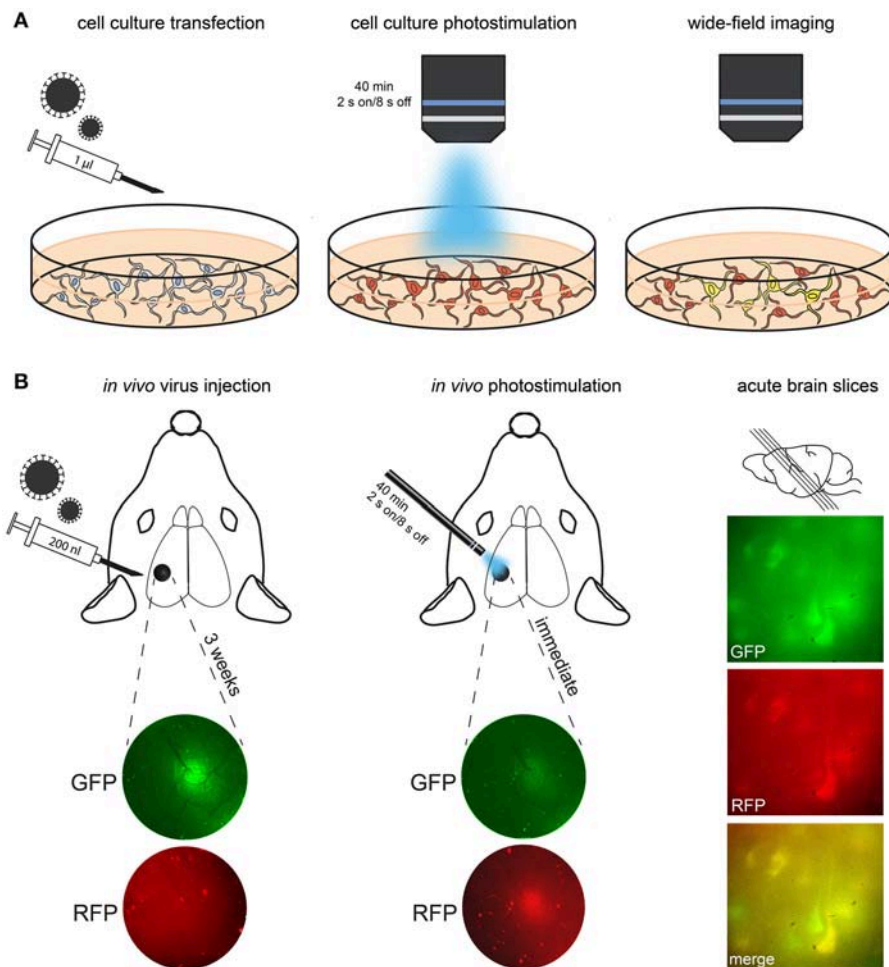 A
cell culture transfection
cell culture photostimulation
wide-field imaging
40 min
2 s on/8 s off
1 µl
B
in vivo virus injection
in vivo photostimulation
acute brain slices
40 min
2 s on/8 s off
200 nl
3 weeks
immediate
GFP
GFP
GFP
RFP
RFP
RFP
merge